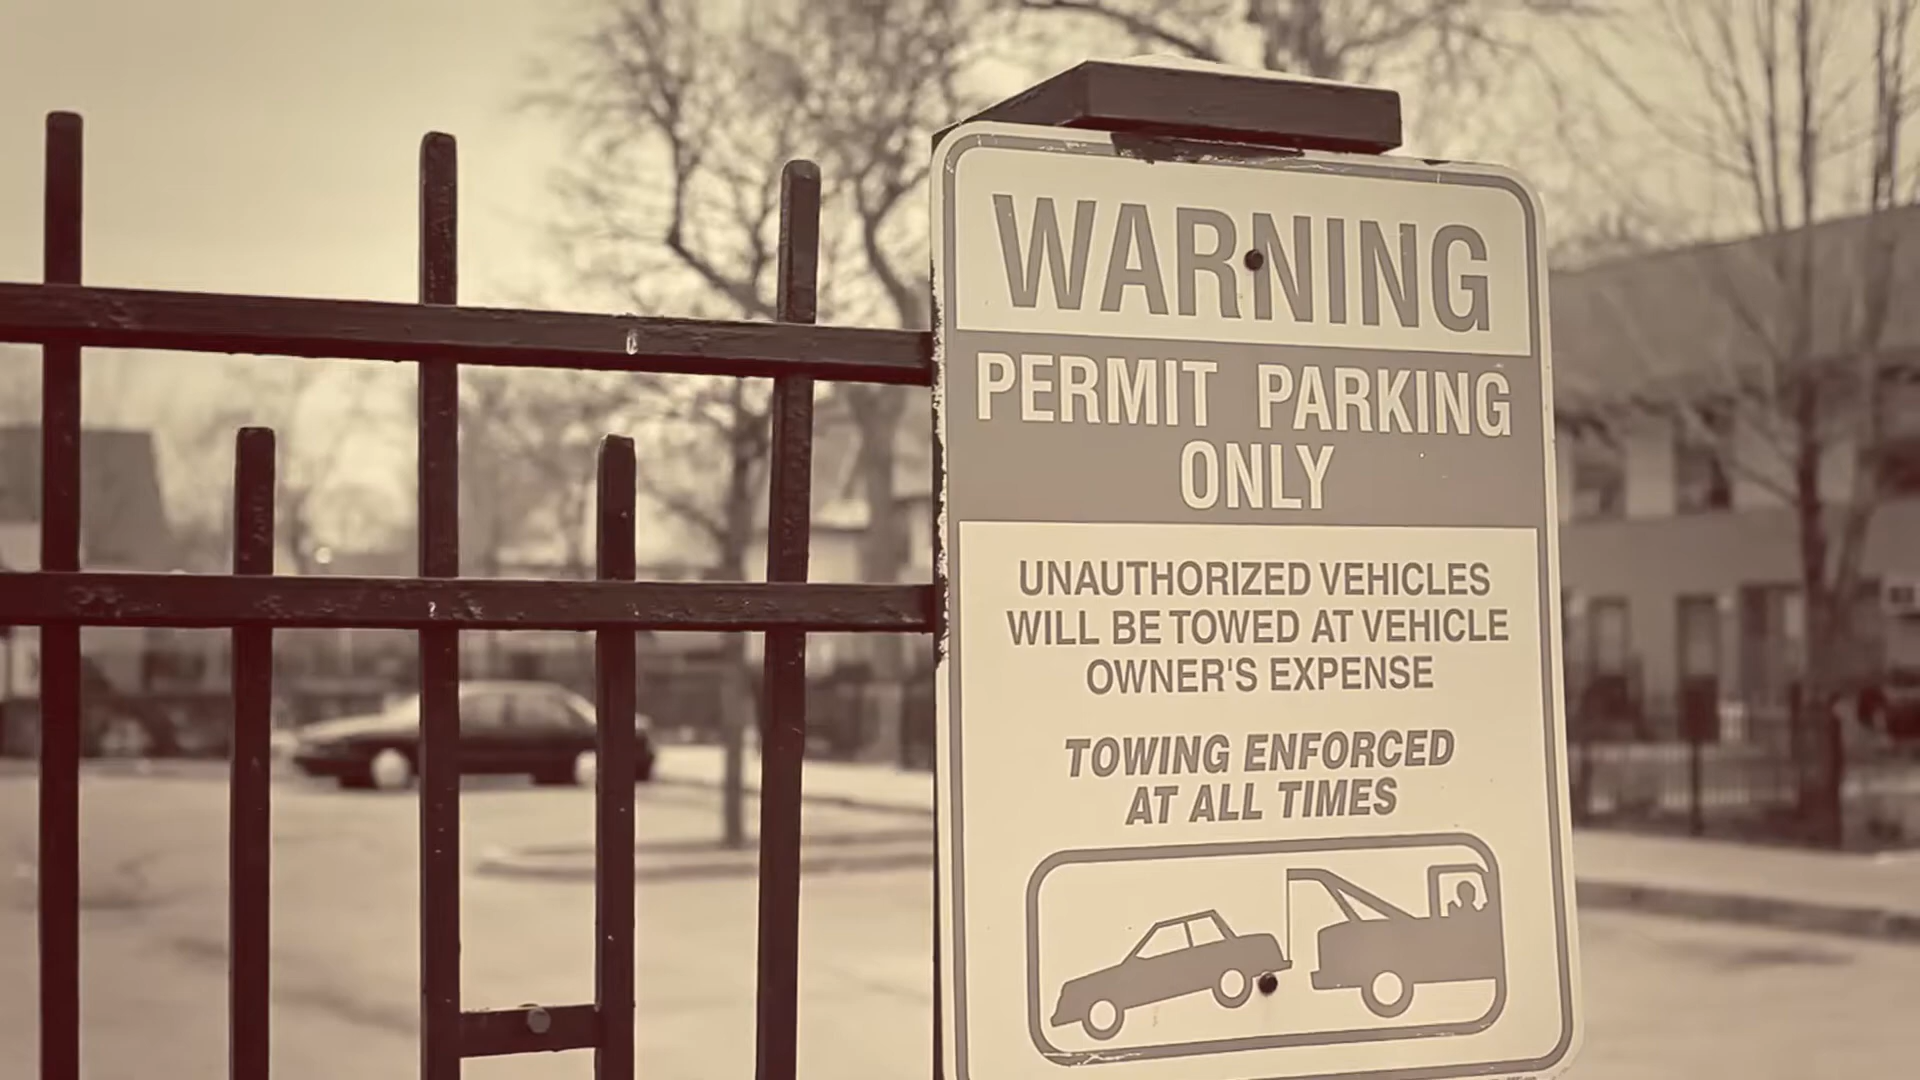 WARNING
PERMIT PARKING
ONLY
UNAUTHORIZED VEHICLES
WILL BE TOWED AT VEHICLE
OWNER'S EXPENSE
TOWING ENFORCED
AT ALL TIMES